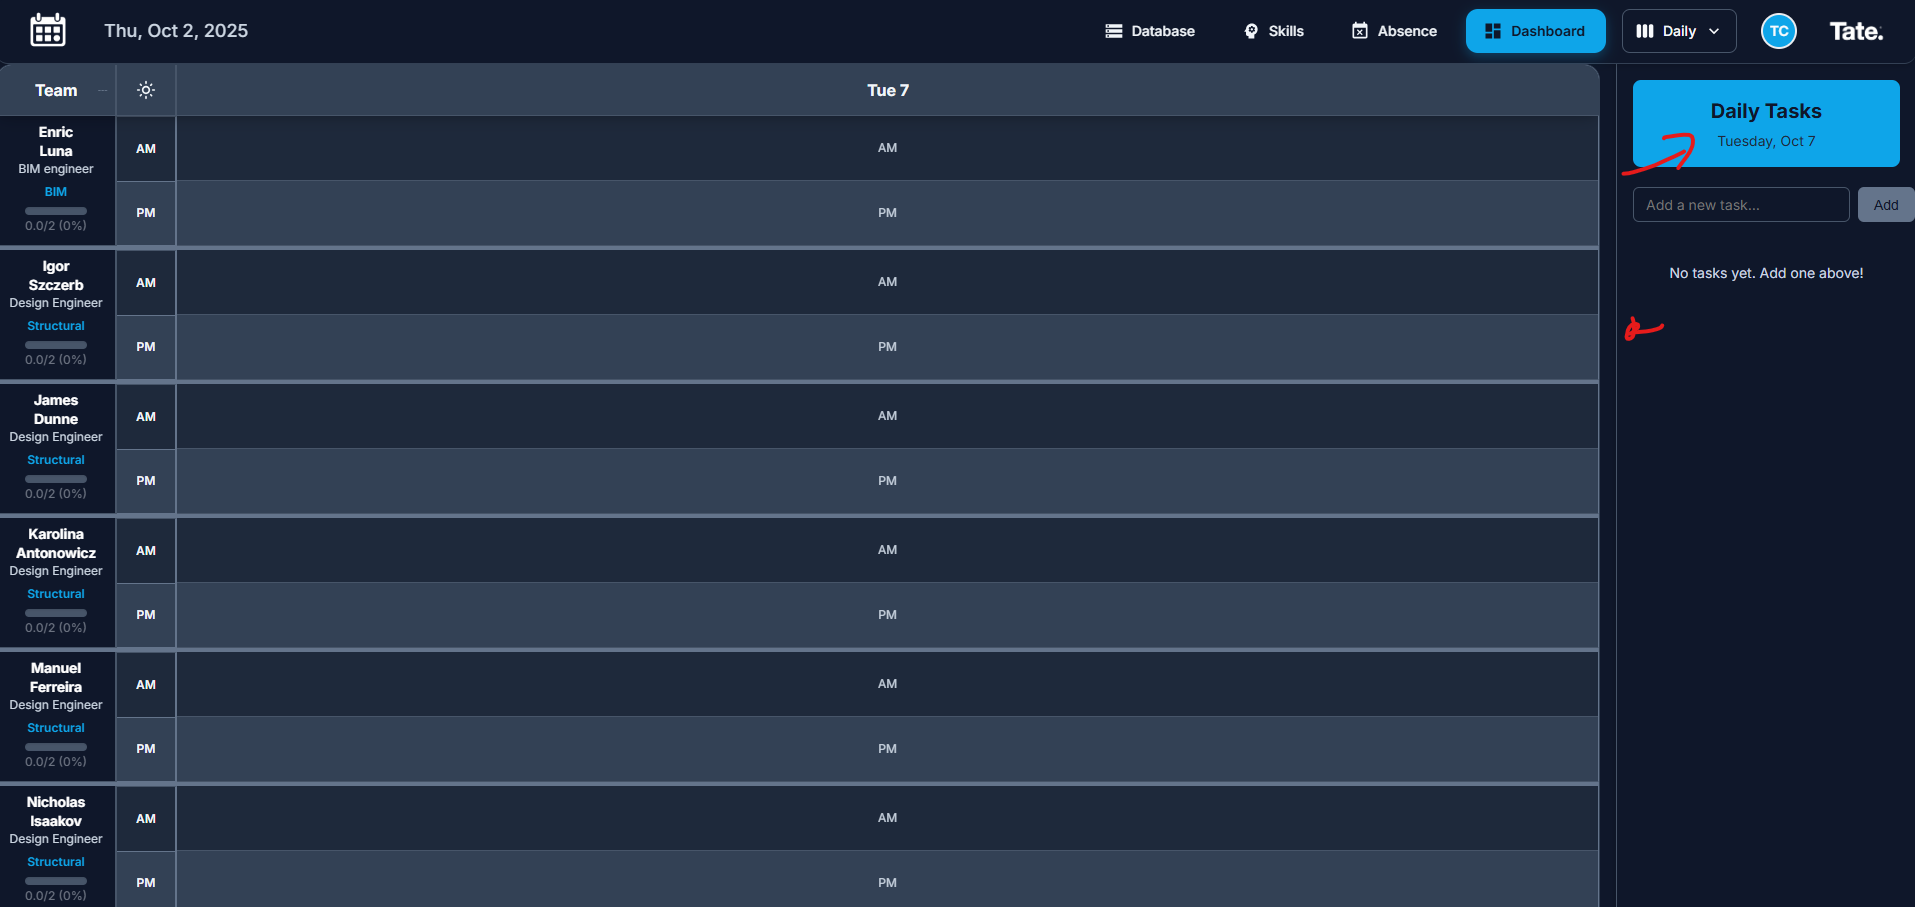 Thu, Oct 2, 2025
Database
Skills
Absence
Dashboard
Daily
TC
Tate.
Team
Tue 7
Daily Tasks
Tuesday, Oct 7
Add a new task...
Add
No tasks yet. Add one above!
Enric
Luna
BIM engineer
BIM
0.0/2 (0%)
AM
AM
PM
PM
Igor
Szczerb
Design Engineer
Structural
0.0/2 (0%)
AM
AM
PM
PM
James
Dunne
Design Engineer
Structural
0.0/2 (0%)
AM
AM
PM
PM
Karolina
Antonowicz
Design Engineer
Structural
0.0/2 (0%)
AM
AM
PM
PM
Manuel
Ferreira
Design Engineer
Structural
0.0/2 (0%)
AM
AM
PM
PM
Nicholas
Isaakov
Design Engineer
Structural
0.0/2 (0%)
AM
AM
PM
PM